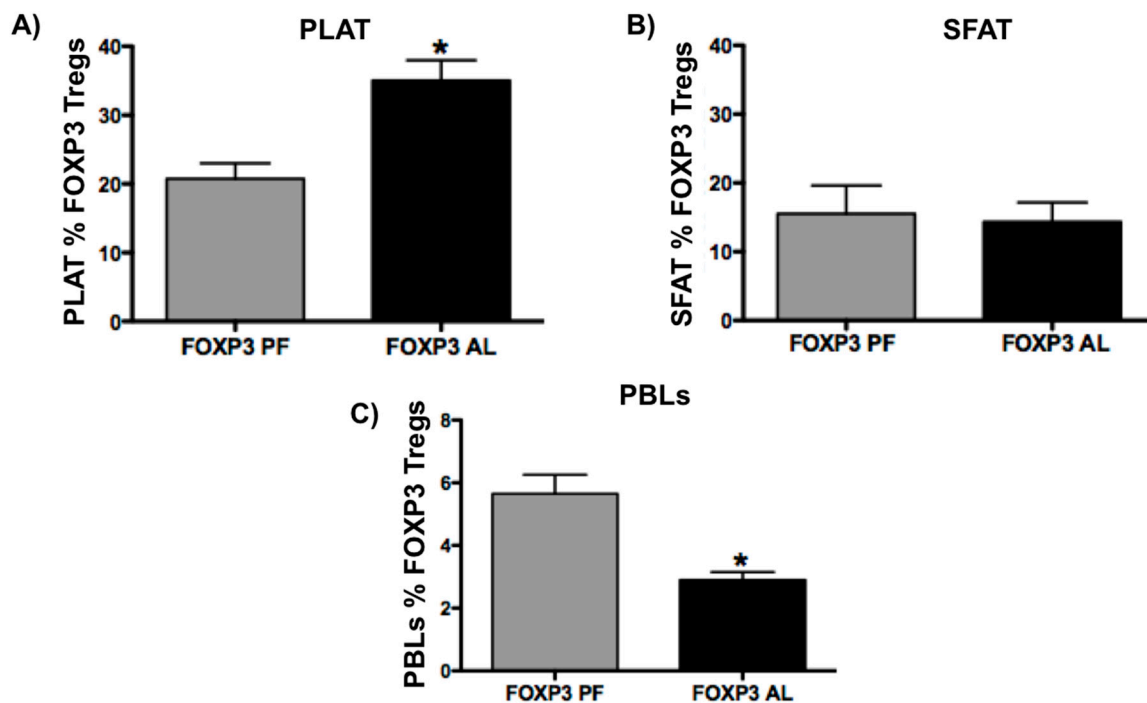 A)
PLAT
PLAT % FOXP3 Tregs
40
30
20
10
0
*
FOXP3 PF
FOXP3 AL
B)
SFAT
SFAT % FOXP3 Tregs
40
30
20
10
0
FOXP3 PF
FOXP3 AL
C)
PBLs
PBLs % FOXP3 Tregs
8
6
4
2
0
*
FOXP3 PF
FOXP3 AL